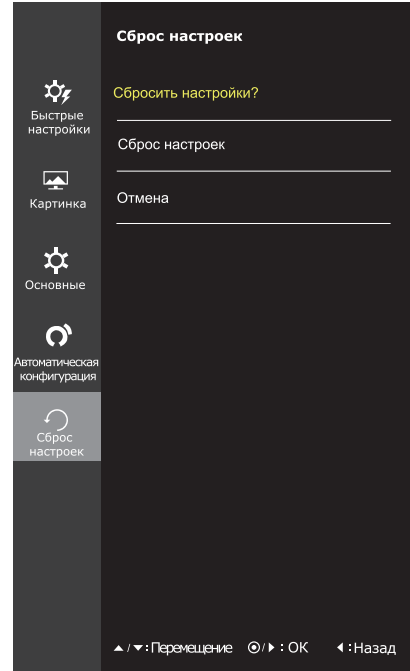 Сброс настроек
Сбросить настройки?
Сброс настроек
Отмена
Быстрые
настройки
Картинка
Основные
Автоматическая
конфигурация
Сброс
настроек
▲/▼:Перемещение ◉/▶ : OK ◀ :Назад